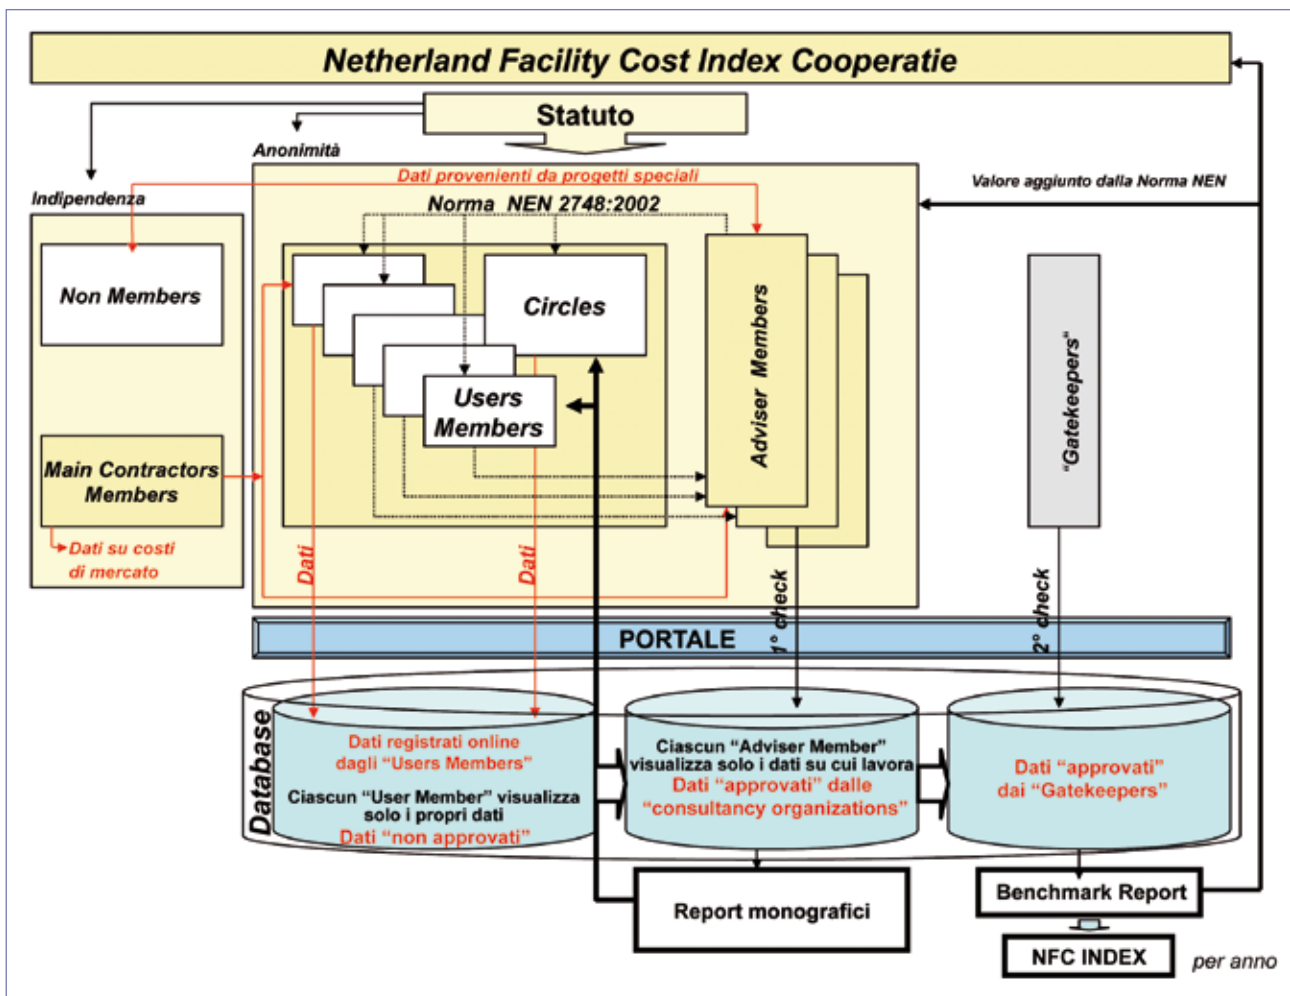 Netherland Facility Cost Index Cooperatie
Statuto
Anonimità
Indipendenza
Dati provenienti da progetti speciali
Valore aggiunto dalla Norma NEN
Norma NEN 2748:2002
Non Members
Circles
Users
Members
Adviser Members
"Gatekeepers"
Main Contractors
Members
Dati su costi
di mercato
Dati
Dati
1° check
2° check
PORTALE
Database
Dati registrati online
dagli “Users Members”
Ciascun “User Member” visualizza
solo i propri dati
Dati “non approvati”
Ciascun “Adviser Member”
visualizza solo i dati su cui lavora
Dati “approvati” dalle
“consultancy organizations”
Dati “approvati”
dai “Gatekeepers”
Report monografici
Benchmark Report
NFC INDEX
per anno